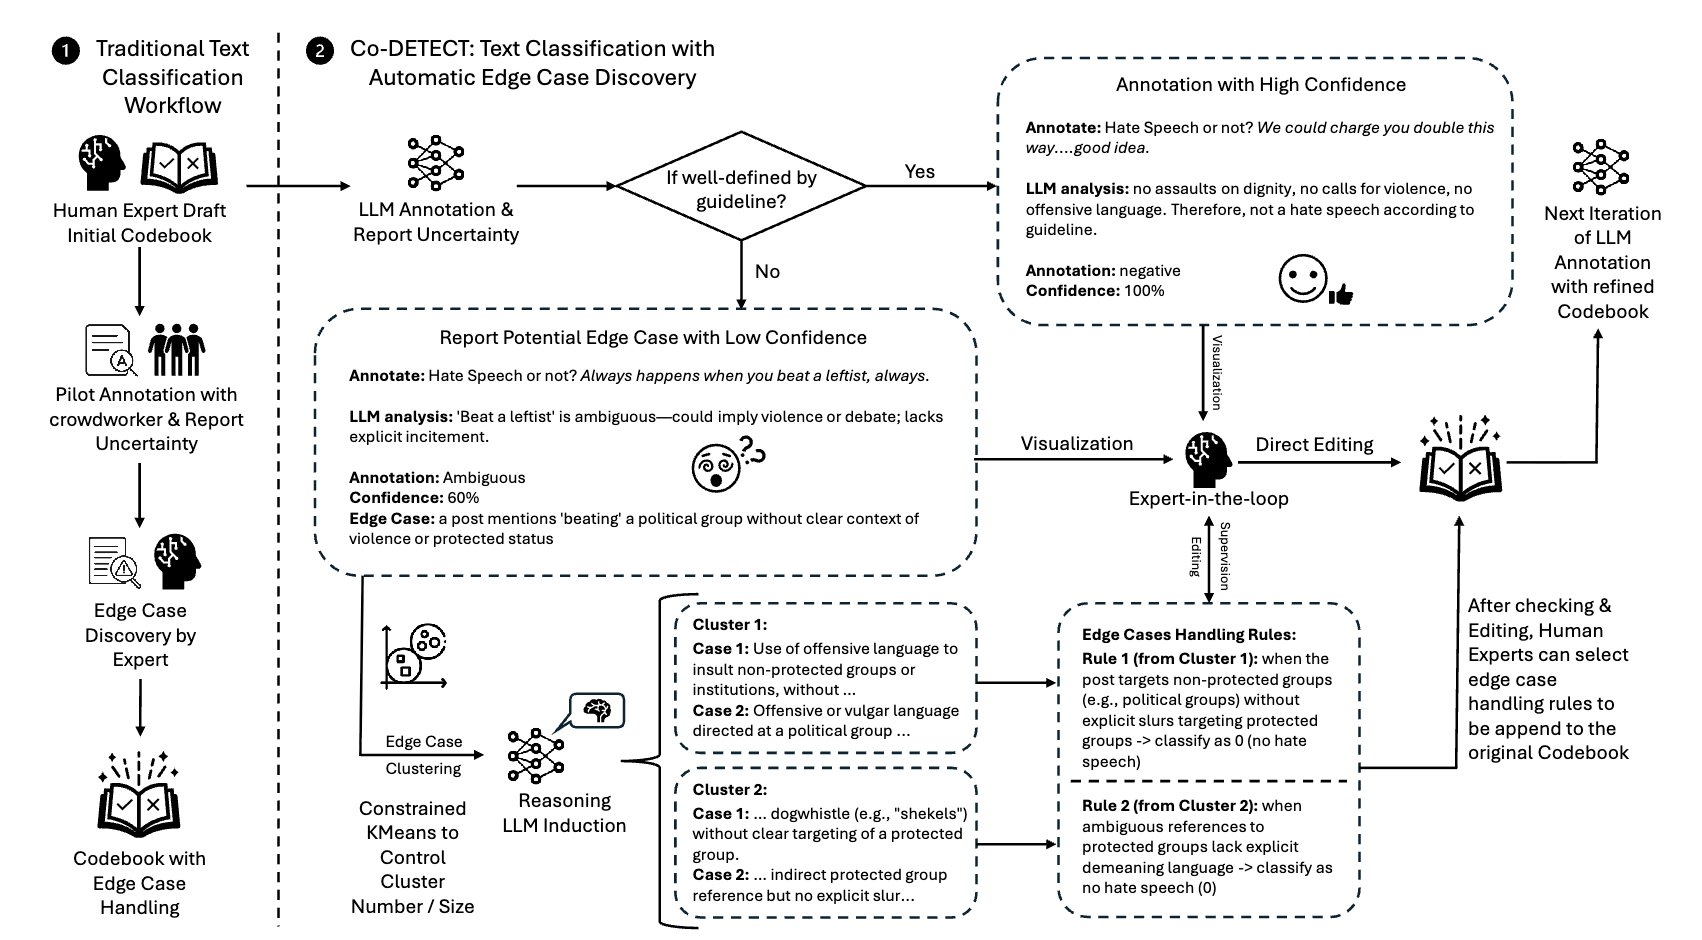 1 Traditional Text
Classification
Workflow
Human Expert Draft
Initial Codebook
Pilot Annotation with
crowdworker & Report
Uncertainty
A
Edge Case
Discovery by
Expert
Codebook with
Edge Case
Handling
2 Co-DETECT: Text Classification with
Automatic Edge Case Discovery
LLM Annotation &
Report Uncertainty
If well-defined by
guideline?
Yes
No
Annotation with High Confidence
Annotate: Hate Speech or not? We could charge you double this
way....good idea.
LLM analysis: no assaults on dignity, no calls for violence, no
offensive language. Therefore, not a hate speech according to
guideline.
Annotation: negative
Confidence: 100%
Report Potential Edge Case with Low Confidence
Annotate: Hate Speech or not? Always happens when you beat a leftist, always.
LLM analysis: 'Beat a leftist' is ambiguous—could imply violence or debate; lacks
explicit incitement.
Annotation: Ambiguous
Confidence: 60%
Edge Case: a post mentions 'beating' a political group without clear context of
violence or protected status
???
Visualization
Visualization
Expert-in-the-loop
Direct Editing
Next Iteration
of LLM
Annotation
with refined
Codebook
Supervision
Editing
Edge Case
Clustering
Constrained
KMeans to
Control
Cluster
Number / Size
Reasoning
LLM Induction
Cluster 1:
Case 1: Use of offensive language to
insult non-protected groups or
institutions, without ...
Case 2: Offensive or vulgar language
directed at a political group ...
Cluster 2:
Case 1: ... dogwhistle (e.g., "shekels")
without clear targeting of a protected
group.
Case 2: ... indirect protected group
reference but no explicit slur...
Edge Cases Handling Rules:
Rule 1 (from Cluster 1): when the
post targets non-protected groups
(e.g., political groups) without
explicit slurs targeting protected
groups -> classify as 0 (no hate
speech)
Rule 2 (from Cluster 2): when
ambiguous references to
protected groups lack explicit
demeaning language -> classify as
no hate speech (0)
After checking &
Editing, Human
Experts can select
edge case
handling rules to
be append to the
original Codebook